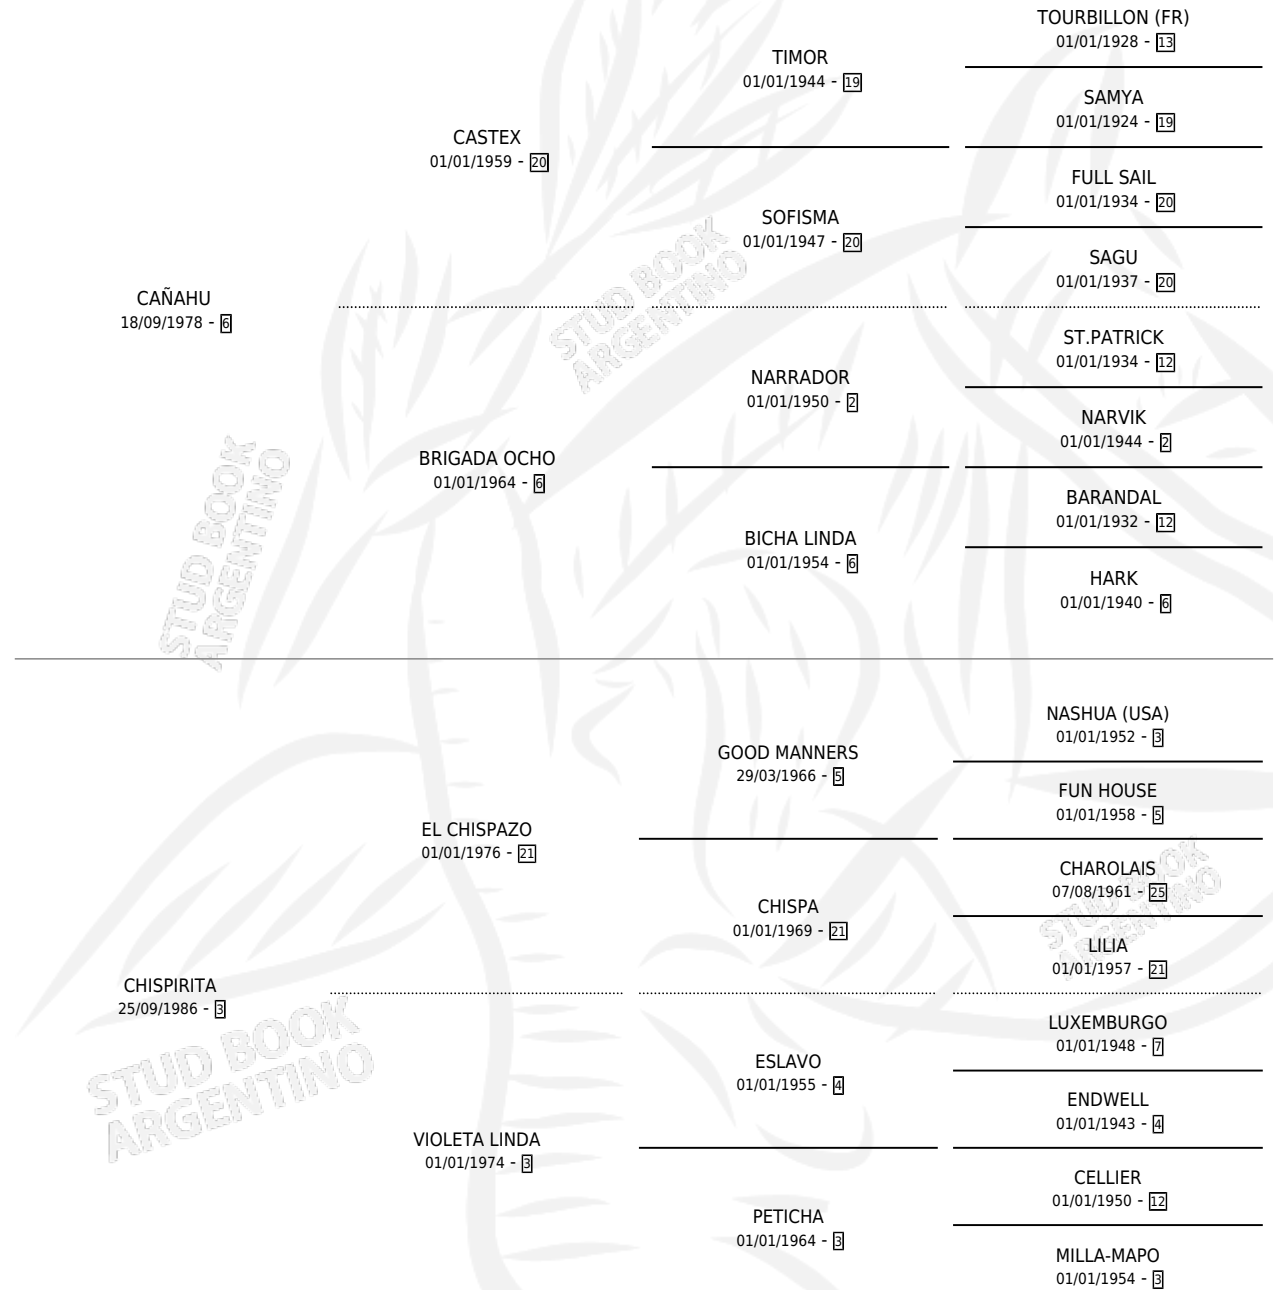 TOURBILLON (FR)
01/01/1928 - 13
TIMOR
01/01/1944 - 19
SAMYA
01/01/1924 - 19
CASTEX
01/01/1959 - 20
FULL SAIL
01/01/1934 - 20
SOFISMA
01/01/1947 - 20
SAGU
01/01/1937 - 20
CAÑAHU
18/09/1978 - 6
ST.PATRICK
01/01/1934 - 12
NARRADOR
01/01/1950 - 2
NARVIK
01/01/1944 - 2
BRIGADA OCHO
01/01/1964 - 6
BARANDAL
01/01/1932 - 12
BICHA LINDA
01/01/1954 - 6
HARK
01/01/1940 - 6
STUD BOOK
ARGENTINO
STUD BOOK
ARGENTINO
NASHUA (USA)
01/01/1952 - 3
GOOD MANNERS
29/03/1966 - 5
FUN HOUSE
01/01/1958 - 5
EL CHISPAZO
01/01/1976 - 21
CHAROLAIS
07/08/1961 - 25
CHISPA
01/01/1969 - 21
LILIA
01/01/1957 - 21
STUD BOOK
ARGENTINO
CHISPIRITA
25/09/1986 - 3
LUXEMBURGO
01/01/1948 - 7
ESLAVO
01/01/1955 - 4
ENDWELL
01/01/1943 - 4
STUD BOOK
ARGENTINO
VIOLETA LINDA
01/01/1974 - 3
CELLIER
01/01/1950 - 12
PETICHA
01/01/1964 - 3
MILLA-MAPO
01/01/1954 - 3